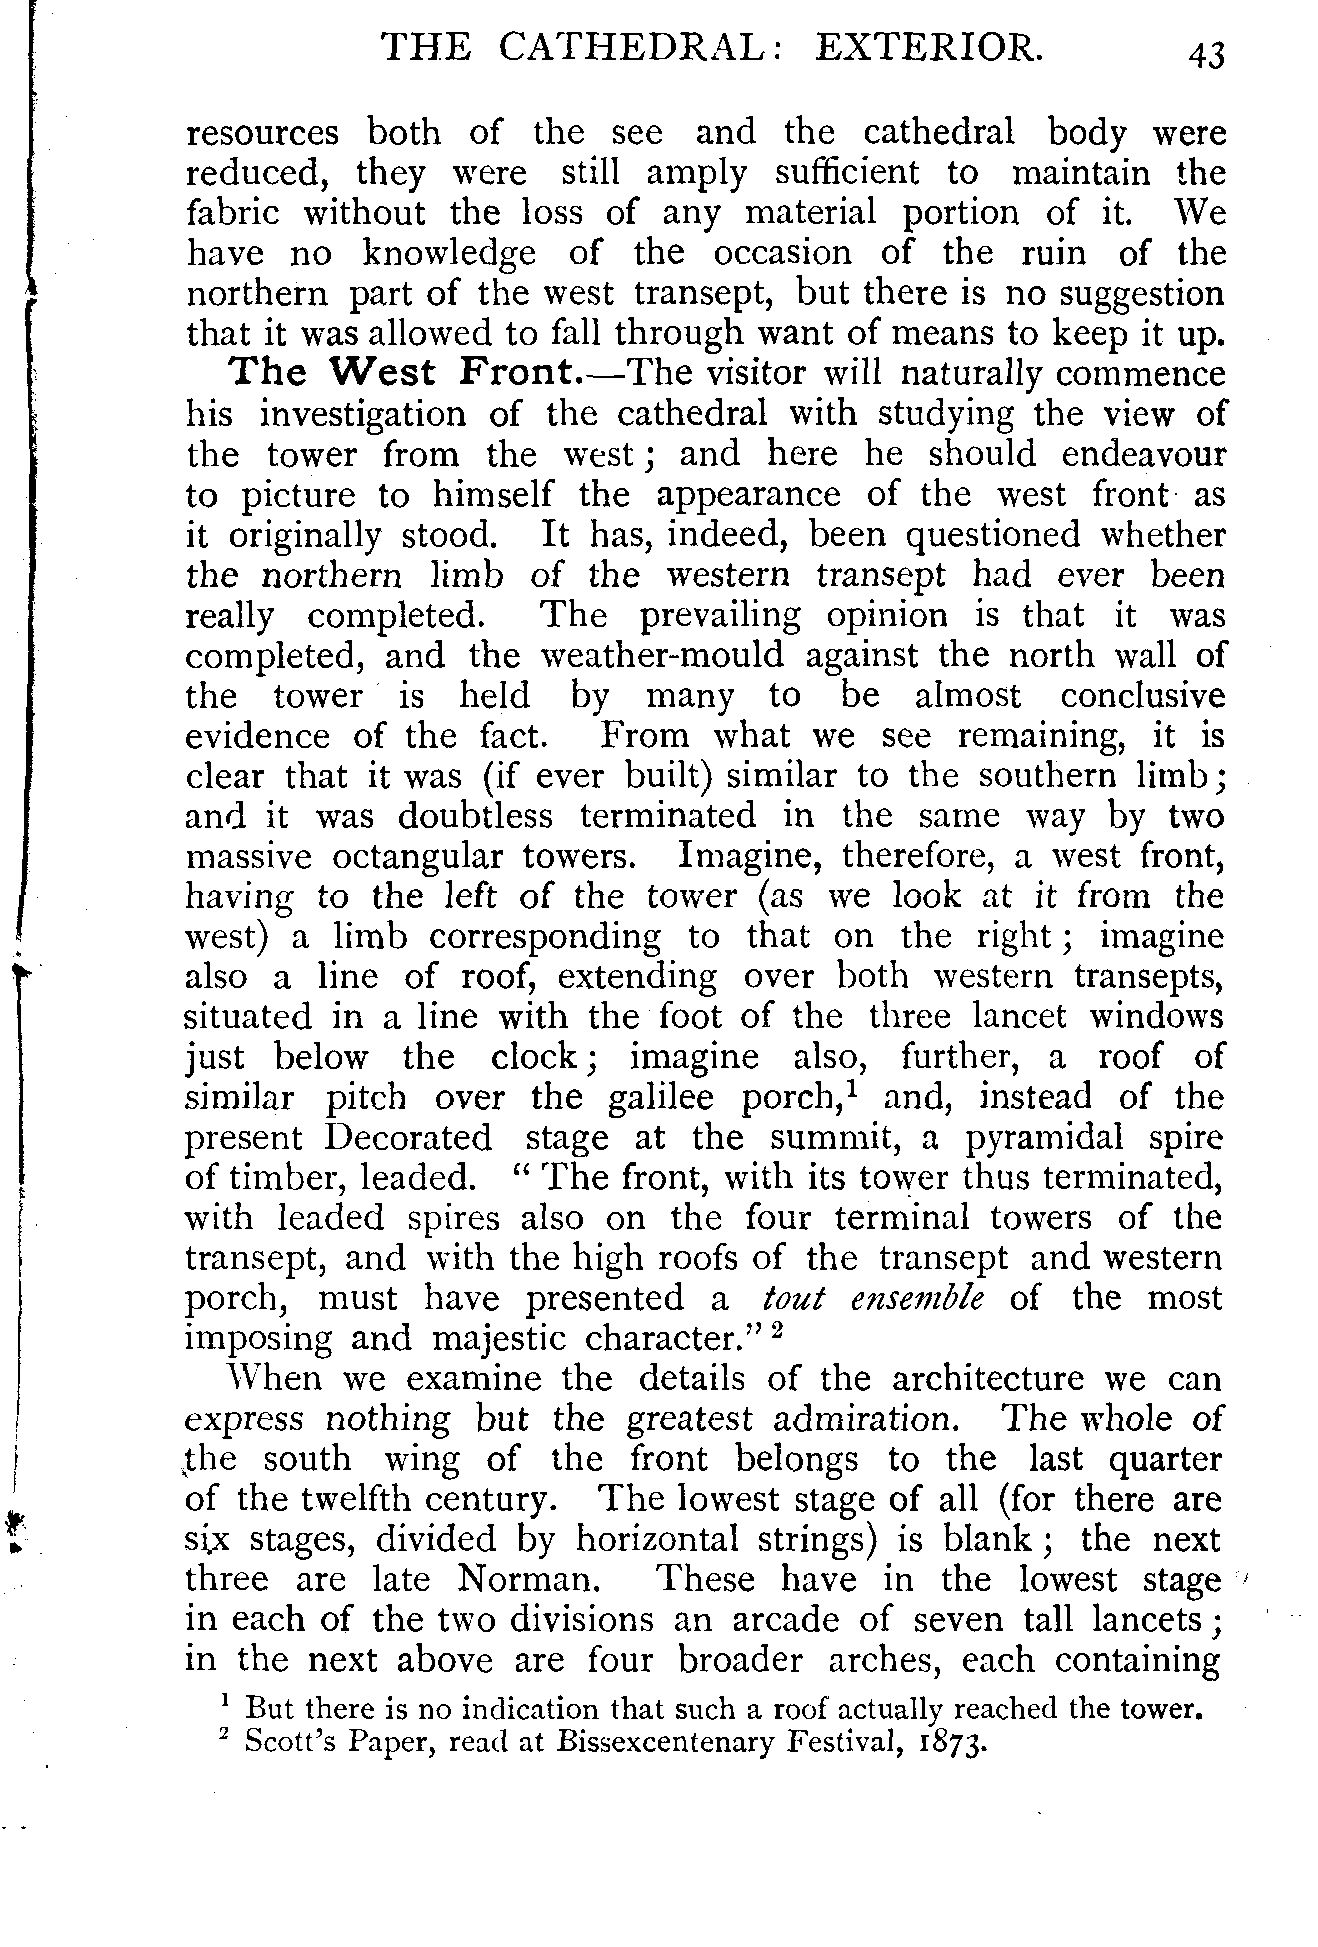 THE CATHEDRAL: EXTERIOR. 43
resources both of the see and the cathedral body were
reduced, they were still amply sufficient to maintain the
fabric without the loss of any material portion of it. We
have no knowledge of the occasion of the ruin of the
northern part of the west transept, but there is no suggestion
that it was allowed to fall through want of means to keep it up.
The West Front.—The visitor will naturally commence
his investigation of the cathedral with studying the view of
the tower from the west; and here he should endeavour
to picture to himself the appearance of the west front as
it originally stood. It has, indeed, been questioned whether
the northern limb of the western transept had ever been
really completed. The prevailing opinion is that it was
completed, and the weather-mould against the north wall of
the tower is held by many to be almost conclusive
evidence of the fact. From what we see remaining, it is
clear that it was (if ever built) similar to the southern limb;
and it was doubtless terminated in the same way by two
massive octangular towers. Imagine, therefore, a west front,
having to the left of the tower (as we look at it from the
west) a limb corresponding to that on the right; imagine
also a line of roof, extending over both western transepts,
situated in a line with the foot of the three lancet windows
just below the clock; imagine also, further, a roof of
similar pitch over the galilee porch,¹ and, instead of the
present Decorated stage at the summit, a pyramidal spire
of timber, leaded. “The front, with its tower thus terminated,
with leaded spires also on the four terminal towers of the
transept, and with the high roofs of the transept and western
porch, must have presented a tout ensemble of the most
imposing and majestic character.” ²
When we examine the details of the architecture we can
express nothing but the greatest admiration. The whole of
the south wing of the front belongs to the last quarter
of the twelfth century. The lowest stage of all (for there are
six stages, divided by horizontal strings) is blank; the next
three are late Norman. These have in the lowest stage
in each of the two divisions an arcade of seven tall lancets;
in the next above are four broader arches, each containing
¹ But there is no indication that such a roof actually reached the tower.
² Scott’s Paper, read at Bissexcentenary Festival, 1873.